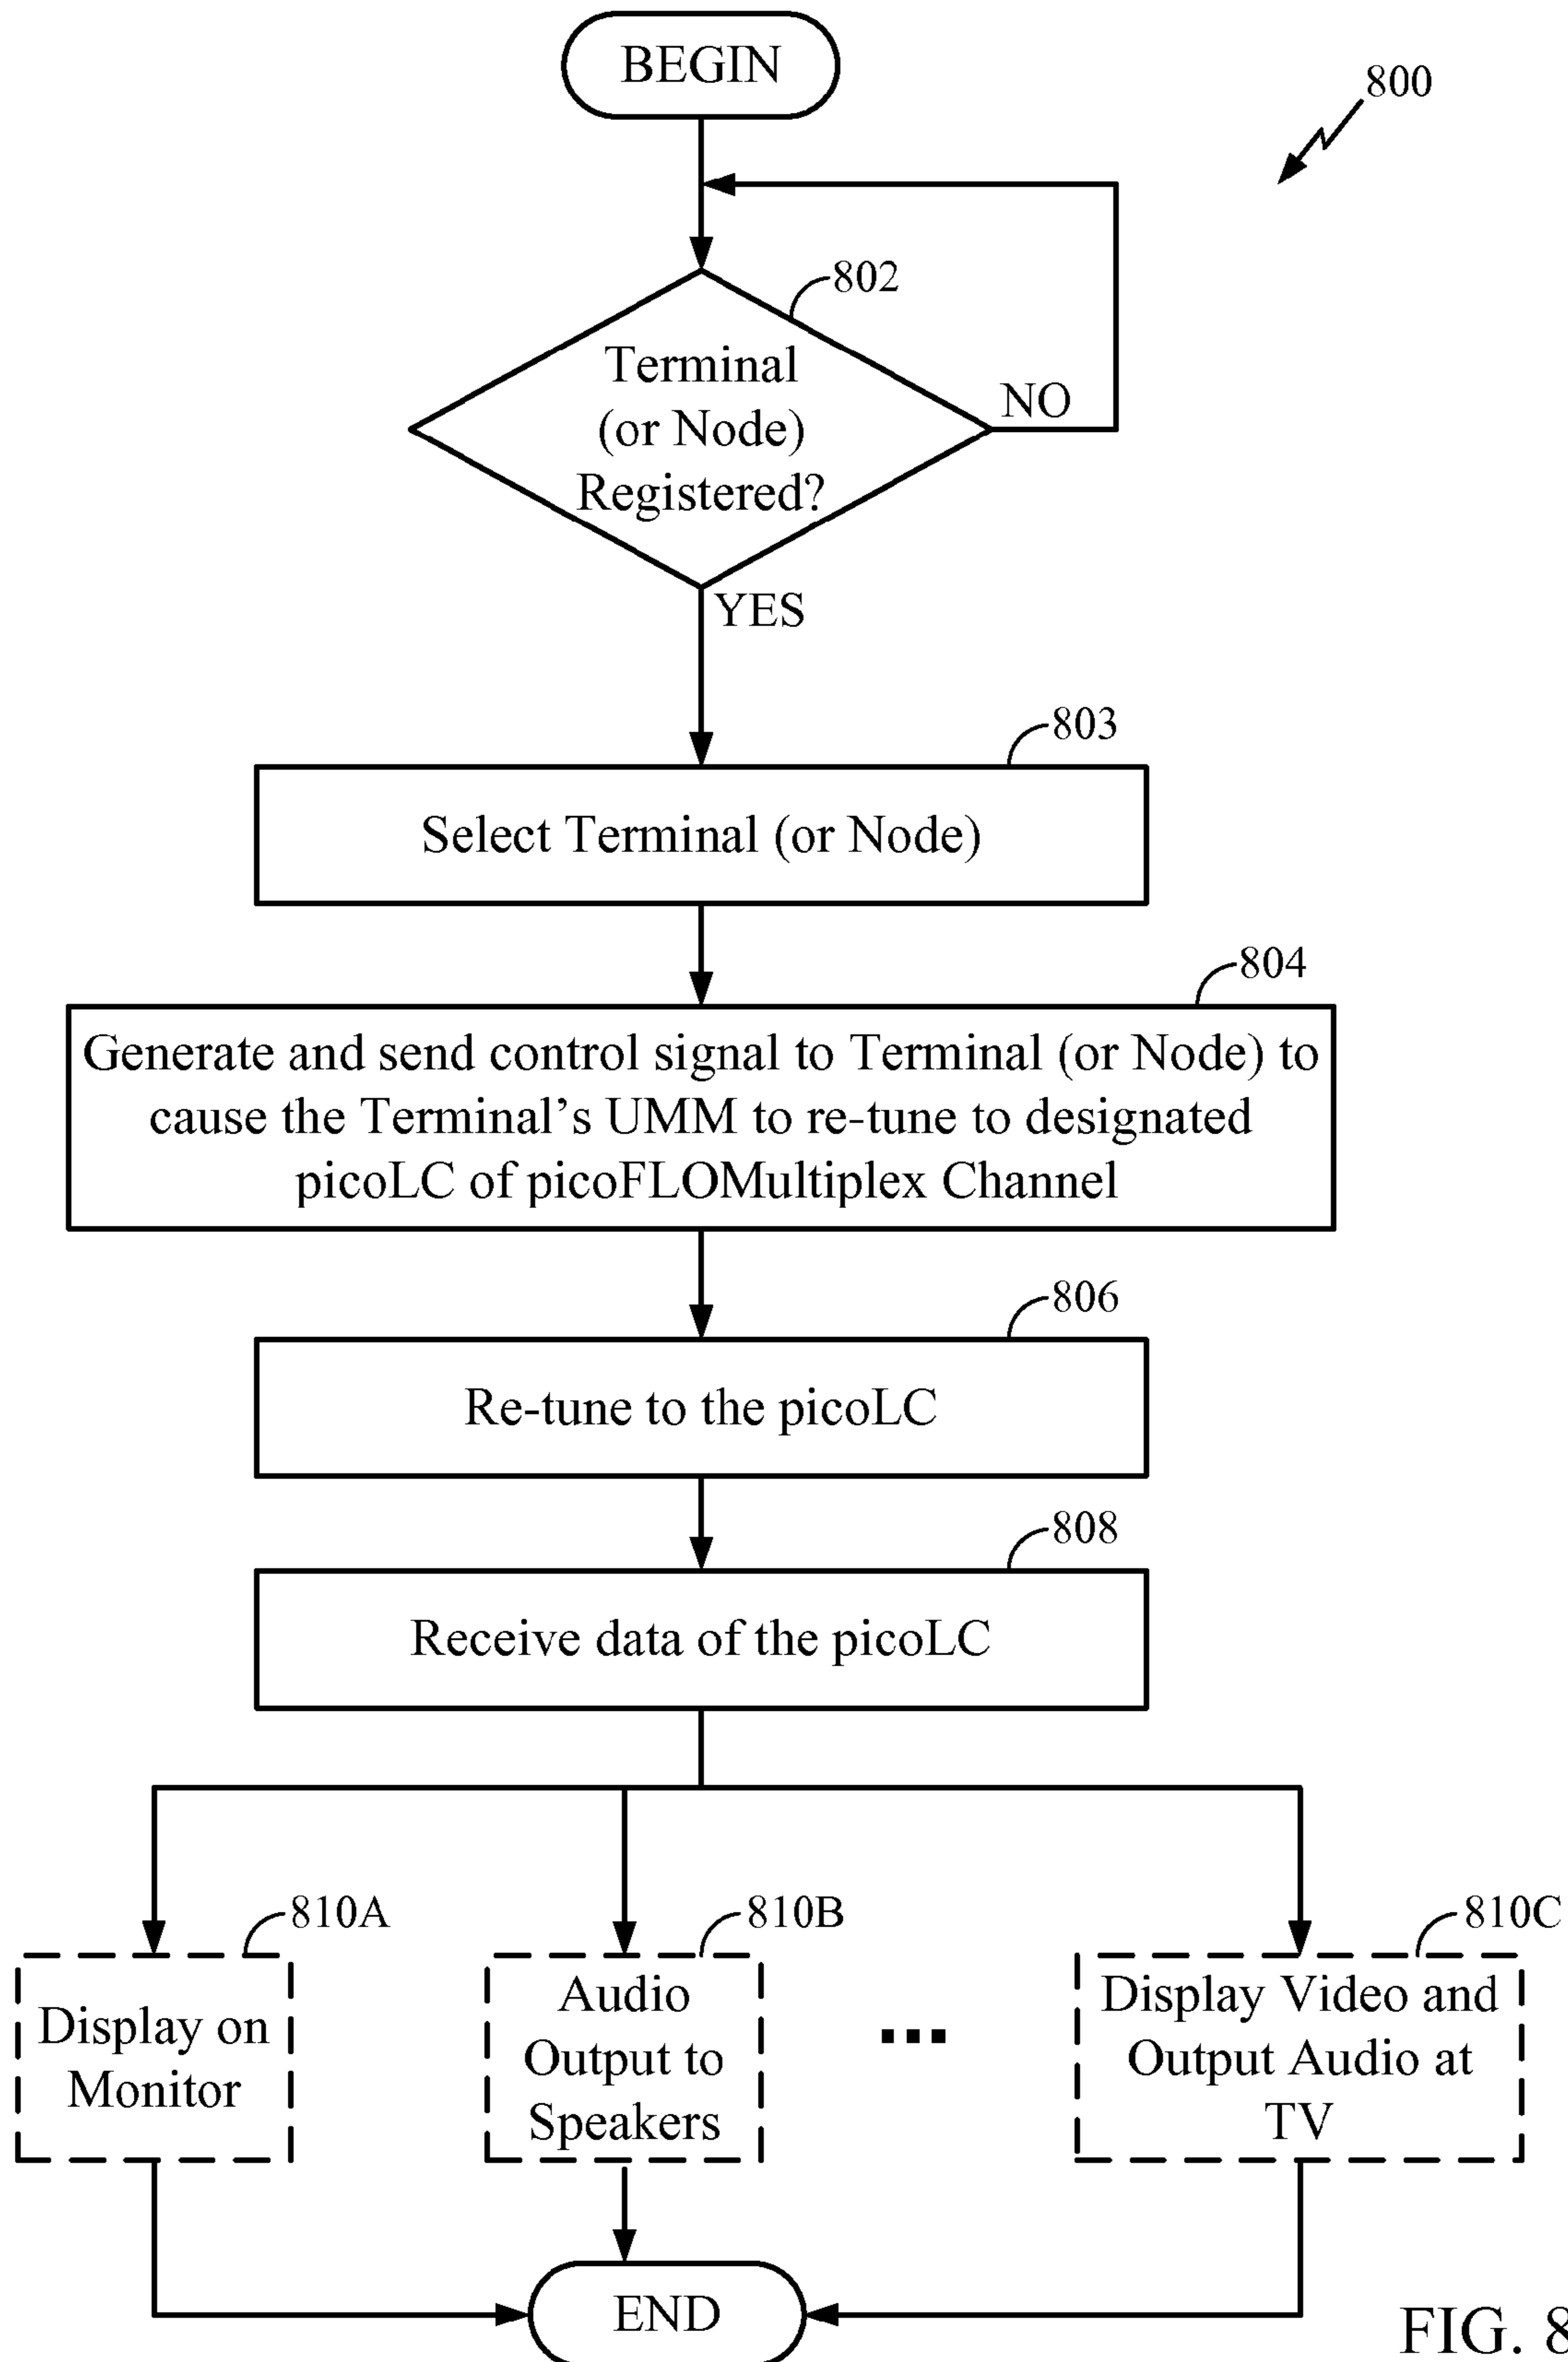 BEGIN
800
802
Terminal
(or Node)
Registered?
NO
YES
803
Select Terminal (or Node)
804
Generate and send control signal to Terminal (or Node) to
cause the Terminal’s UMM to re-tune to designated
picoLC of picoFLOMultiplex Channel
806
Re-tune to the picoLC
808
Receive data of the picoLC
810A
Display on
Monitor
810B
Audio
Output to
Speakers
...
810C
Display Video and
Output Audio at
TV
END
FIG. 8